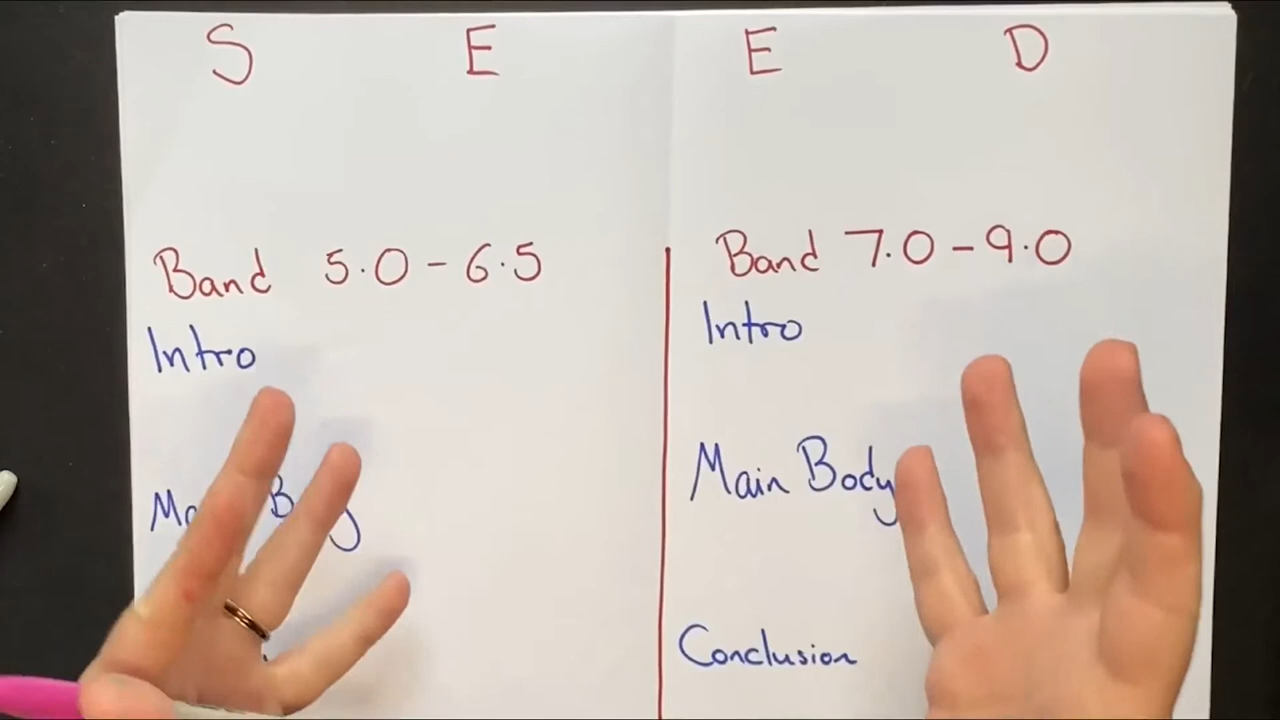 S E E D
Band 5.0 - 6.5
Intro
Band 7.0 - 9.0
Intro
Main Body
Conclusion